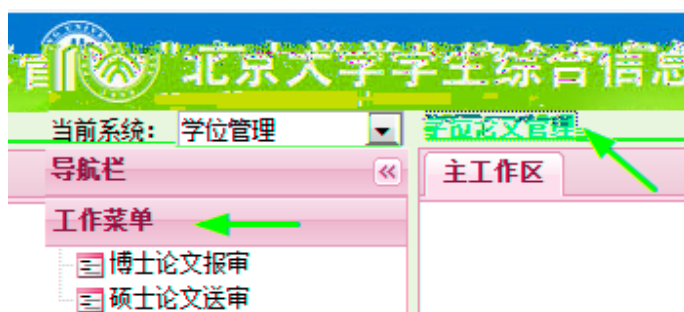 北京大学学生综合信息
当前系统： 学位管理 学位论文管理
导航栏 主工作区
工作菜单
博士论文报审
硕士论文送审